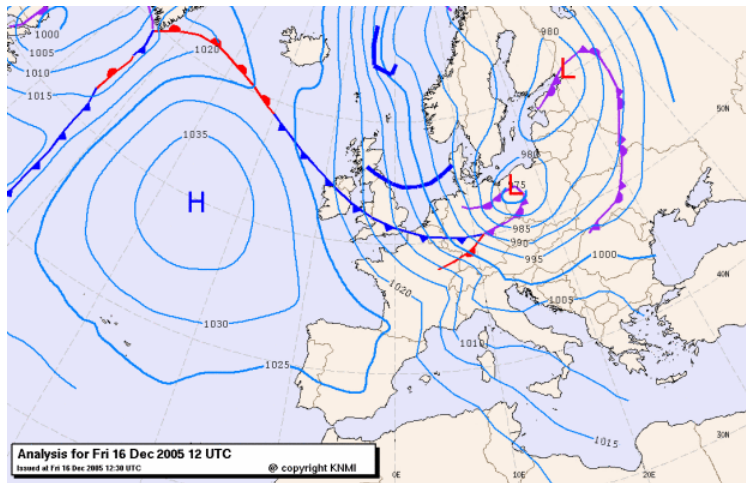 1000
1005
1010
1015
1020
980
L
50N
1035
H
980
L
975
985
990
995
1000
1005
1020
1030
1010
1025
40N
1015
30N
Analysis for Fri 16 Dec 2005 12 UTC
Issued at Fri 16 Dec 2005 12:30 UTC
@ copyright KNMI
0E
10E
20E